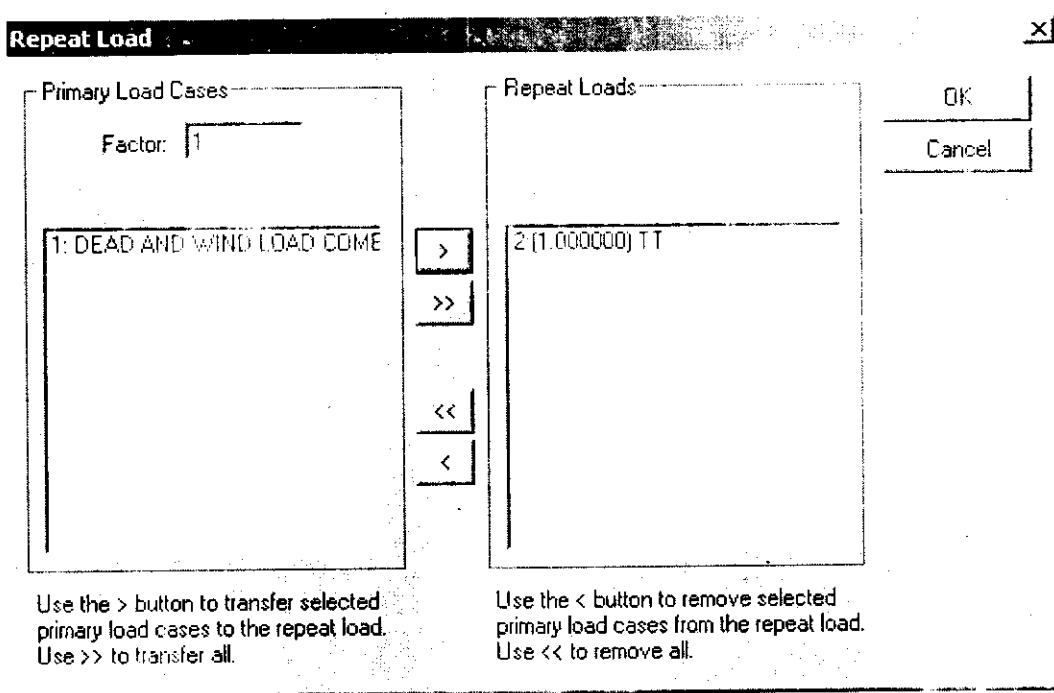 Repeat Load
Primary Load Cases
Factor: 1
1: DEAD AND WIND LOAD COME
>
>>
<<
<
Use the > button to transfer selected
primary load cases to the repeat load.
Use >> to transfer all.
Repeat Loads
2 (1.000000) TT
Use the < button to remove selected
primary load cases from the repeat load.
Use << to remove all.
OK
Cancel